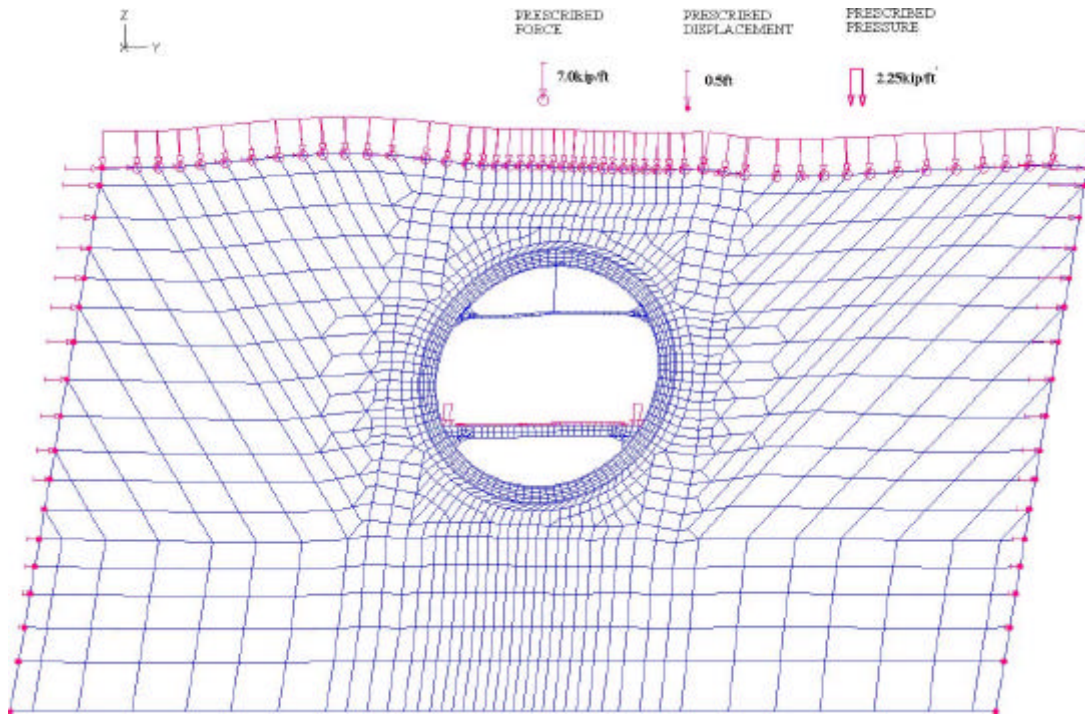 Z
X Y
PRESCRIBED
FORCE
7.0kip/ft
PRESCRIBED
DISPLACEMENT
0.5ft
PRESCRIBED
PRESSURE
2.25kip/ft